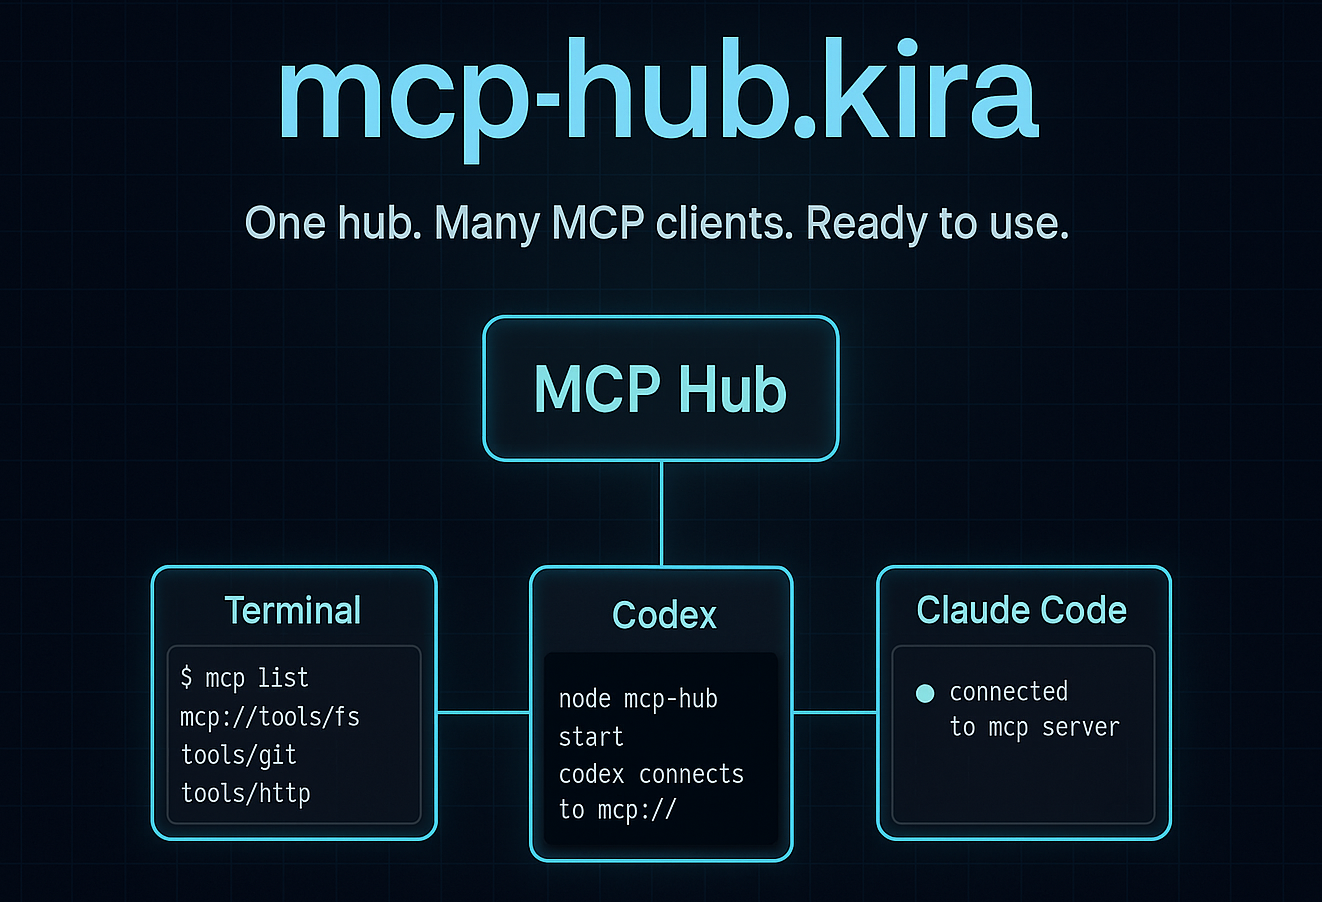 mcp-hub.kira
One hub. Many MCP clients. Ready to use.
MCP Hub
Terminal
$ mcp list
mcp://tools/fs
tools/git
tools/http
Codex
node mcp-hub
start
codex connects
to mcp://
Claude Code
connected
to mcp server